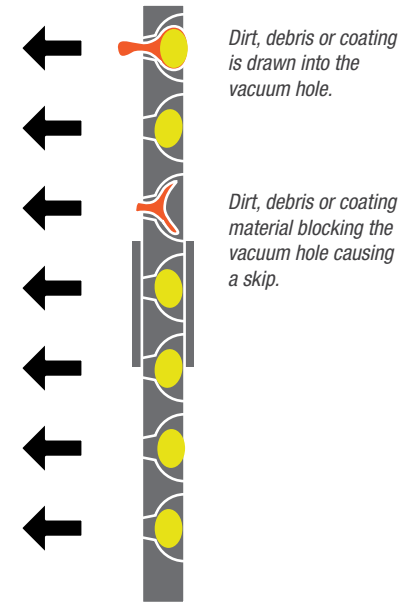 Dirt, debris or coating
is drawn into the
vacuum hole.
Dirt, debris or coating
material blocking the
vacuum hole causing
a skip.